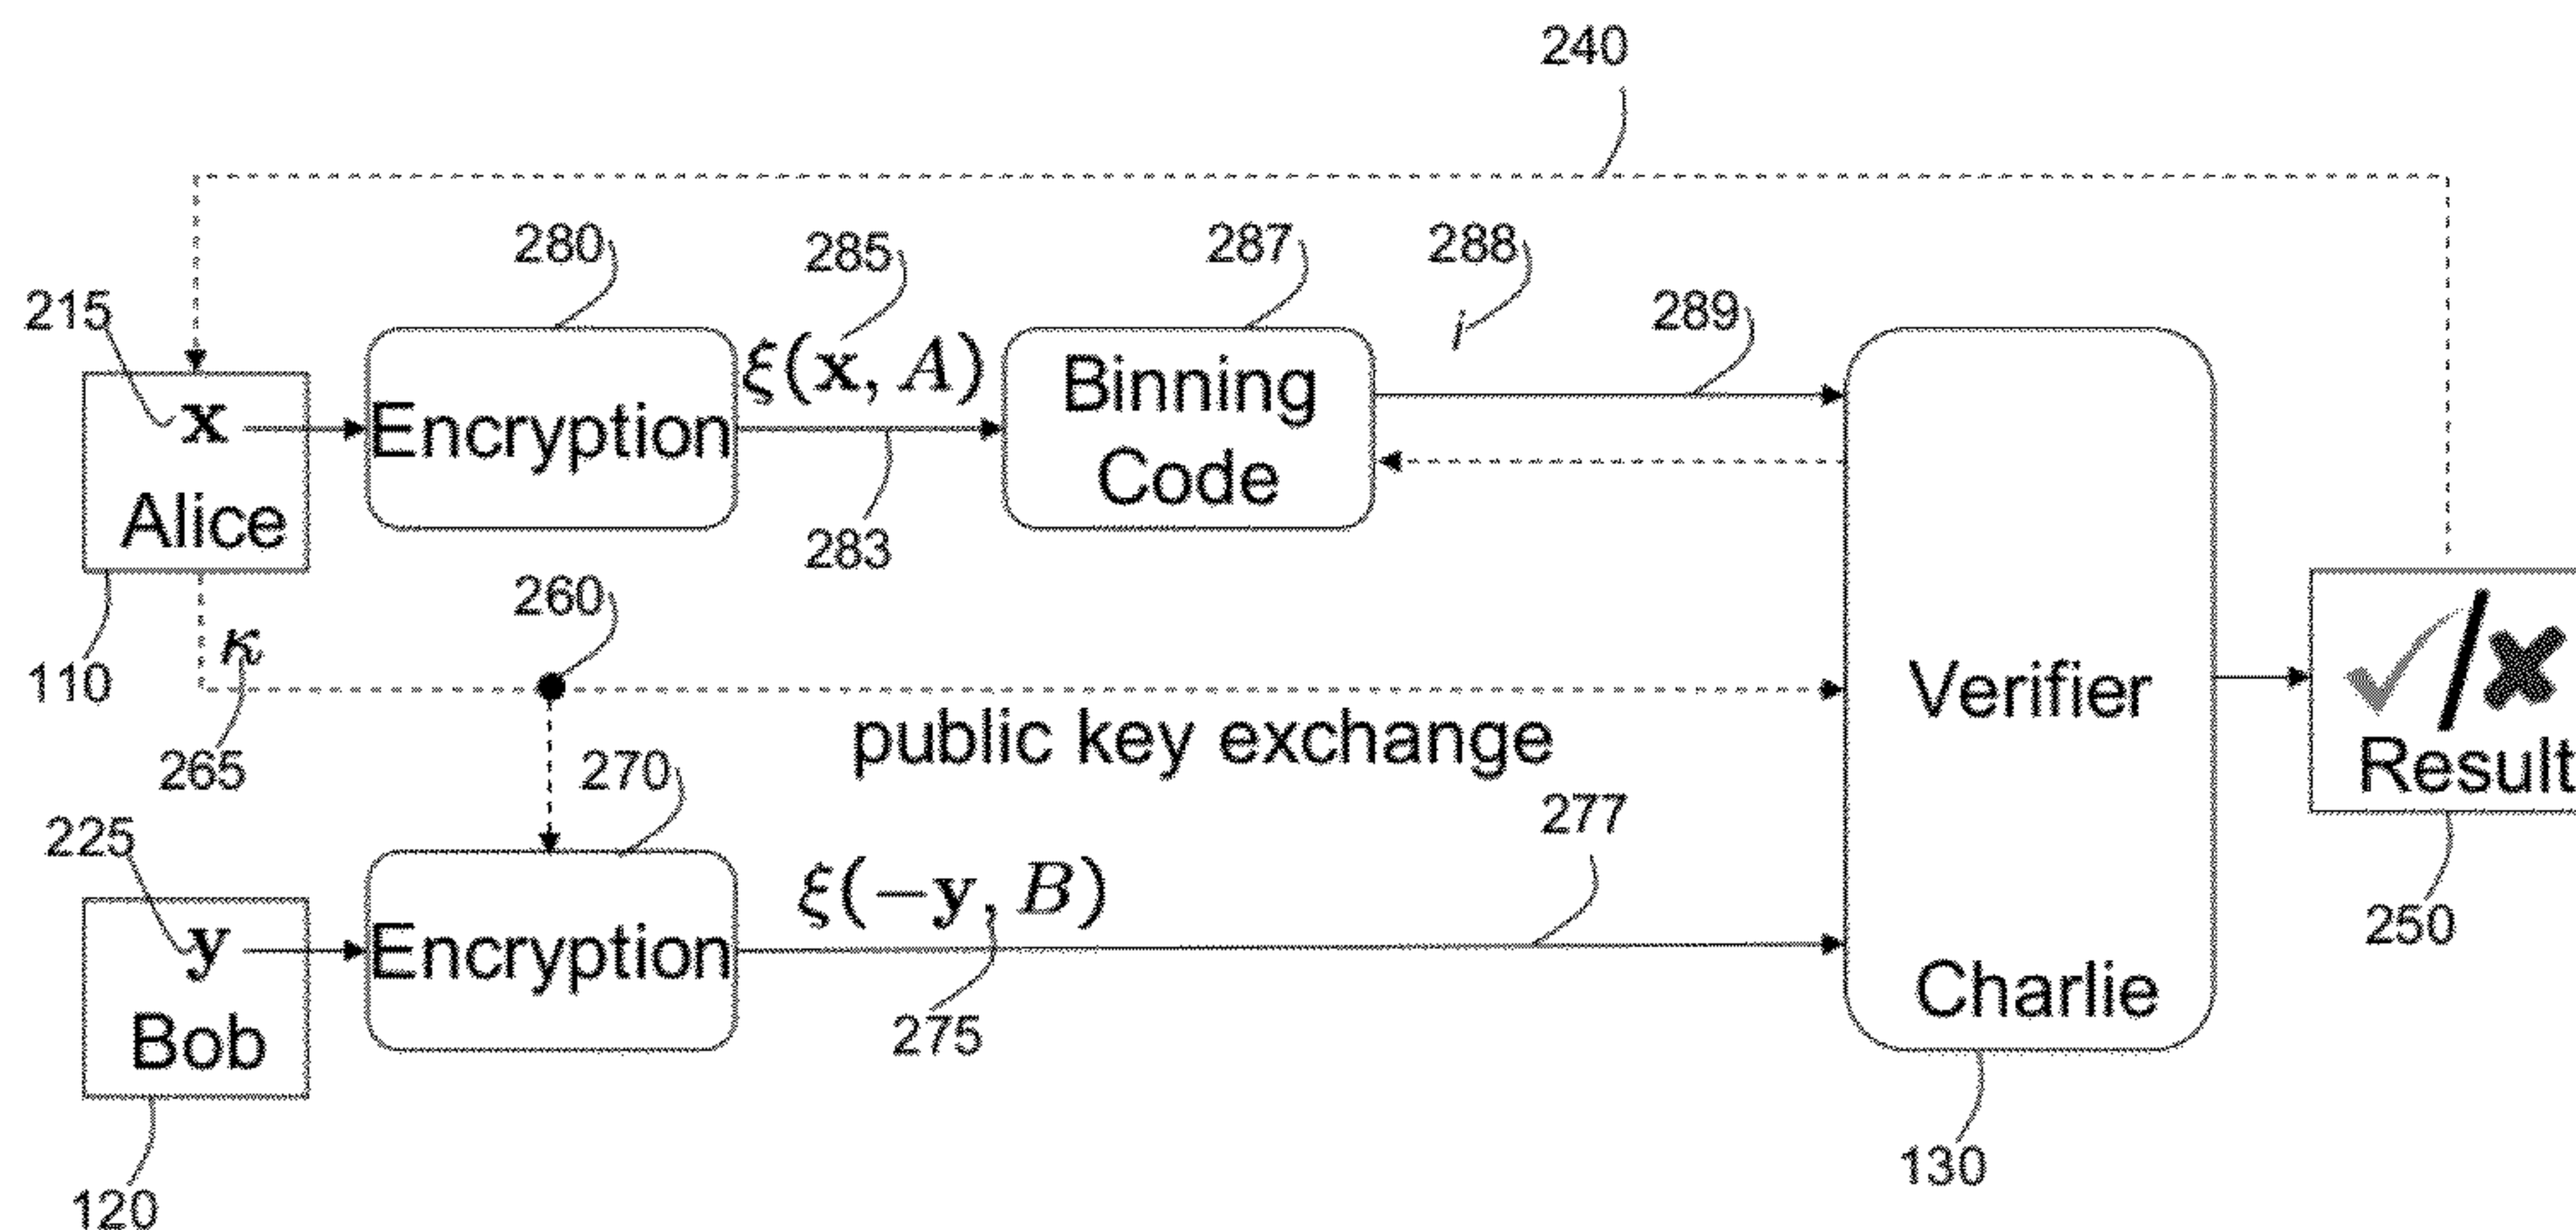 240
280
285
287
288
289
215
ξ(x, A)
i
x
Alice
Encryption
Binning
Code
283
260
110
κ
265
public key exchange
Verifier
Charlie
✓/✖
Result
270
277
225
y
Bob
Encryption
ξ(−y, B)
275
250
120
130